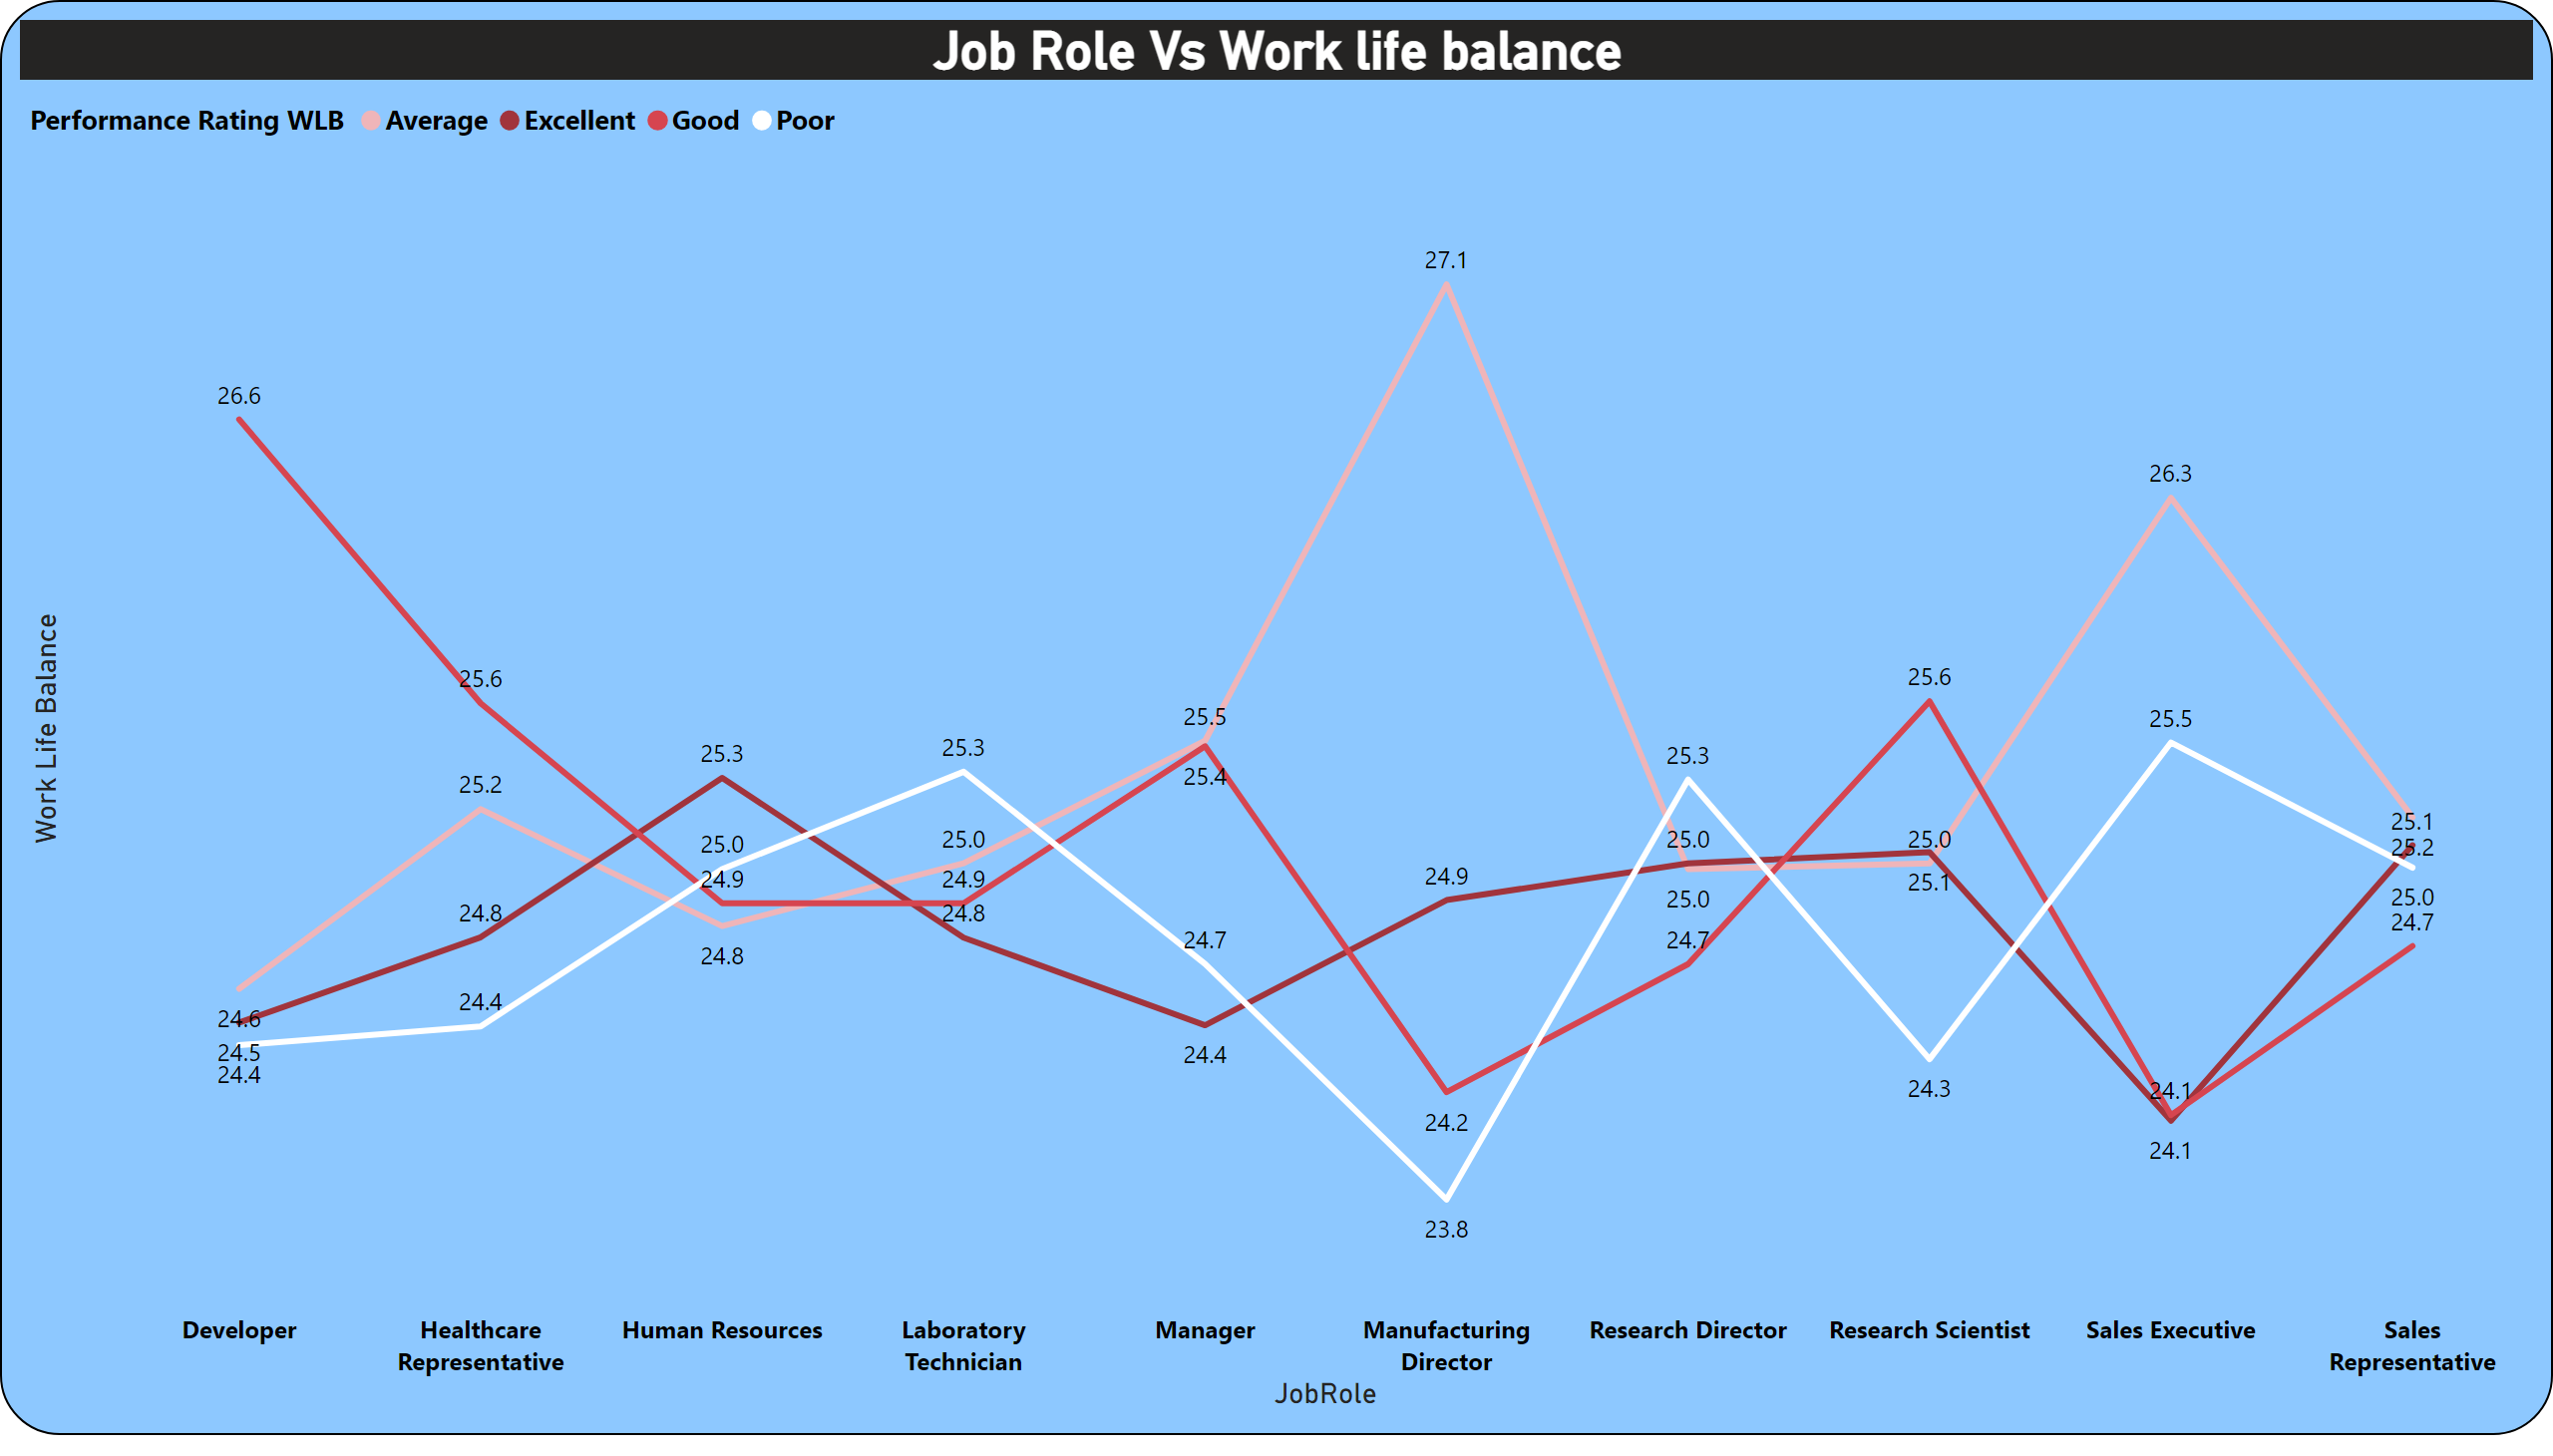 Job Role Vs Work life balance
Performance Rating WLB Average Excellent Good Poor
27.1
26.6
26.3
25.6
25.6
25.5
25.5
25.3
25.3
25.3
25.4
25.2
25.0
25.0
25.0
25.0
25.1
25.2
24.9
24.9
24.9
25.1
25.0
25.0
24.8
24.8
24.7
24.7
24.7
24.8
24.4
24.6
24.5
24.4
24.4
24.3
24.1
24.2
24.1
23.8
Work Life Balance
Developer
Healthcare
Representative
Human Resources
Laboratory
Technician
Manager
Manufacturing
Director
Research Director
Research Scientist
Sales Executive
Sales
Representative
JobRole